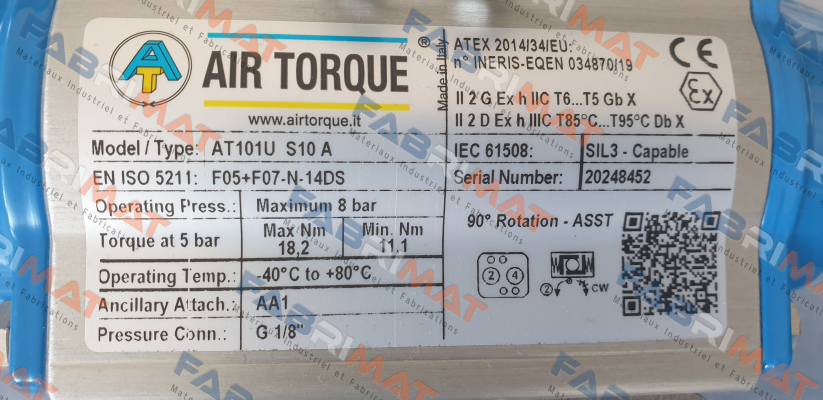 AT
AIR TORQUE ®
www.airtorque.it
Made in Italy
ATEX 2014/34/EU:
n° INERIS-EQEN 034870/19
CE
II 2 G Ex h IIC T6...T5 Gb X
II 2 D Ex h IIIC T85°C...T95°C Db X
Ex
Model / Type: AT101U S10 A
IEC 61508: SIL3 - Capable
EN ISO 5211: F05+F07-N-14DS
Serial Number: 20248452
Operating Press.: Maximum 8 bar
Torque at 5 bar
Max Nm Min. Nm
18,2 11,1
Operating Temp.: -40°C to +80°C
Ancillary Attach.: AA1
Pressure Conn.: G 1/8"
90° Rotation - ASST
2 4
2 CW
FABRIMAT
Materiaux Industriel et Fabrications